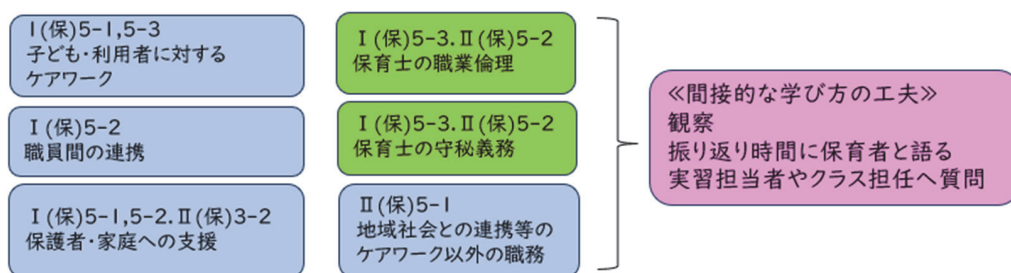 Ⅰ(保)5-1,5-3
子ども・利用者に対する
ケアワーク
Ⅰ(保)5-2
職員間の連携
Ⅰ(保)5-1,5-2.Ⅱ(保)3-2
保護者・家庭への支援
Ⅰ(保)5-3.Ⅱ(保)5-2
保育士の職業倫理
Ⅰ(保)5-3.Ⅱ(保)5-2
保育士の守秘義務
Ⅱ(保)5-1
地域社会との連携等の
ケアワーク以外の職務
≪間接的な学び方の工夫≫
観察
振り返り時間に保育者と語る
実習担当者やクラス担任へ質問